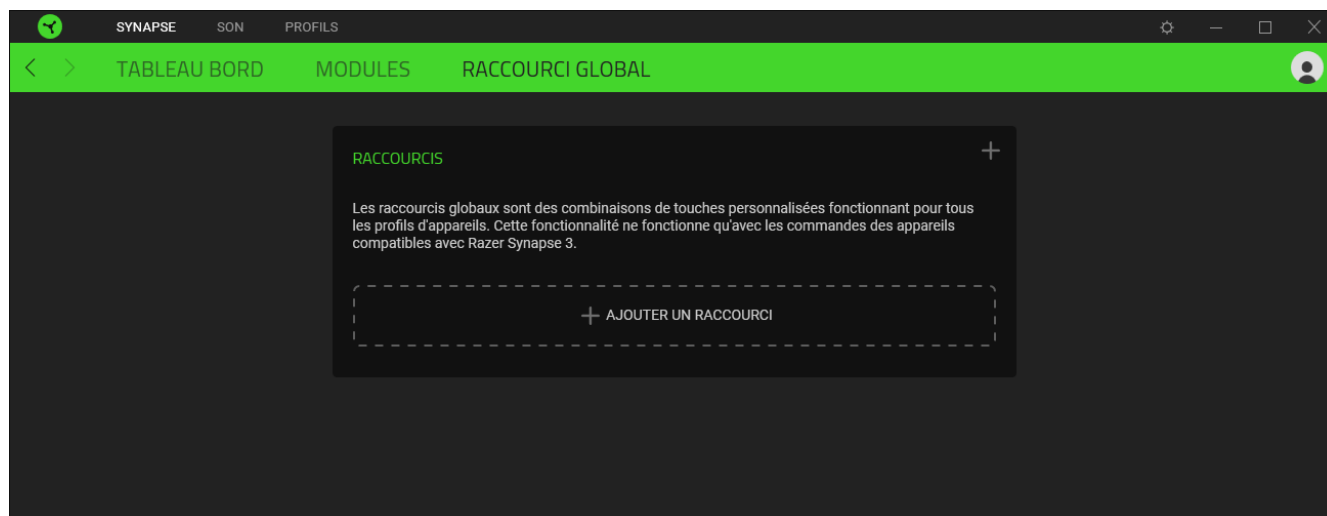 SYNAPSE SON PROFILS
TABLEAU BORD MODULES RACCOURCI GLOBAL
RACCOURCIS
Les raccourcis globaux sont des combinaisons de touches personnalisées fonctionnant pour tous
les profils d'appareils. Cette fonctionnalité ne fonctionne qu'avec les commandes des appareils
compatibles avec Razer Synapse 3.
AJOUTER UN RACCOURCI